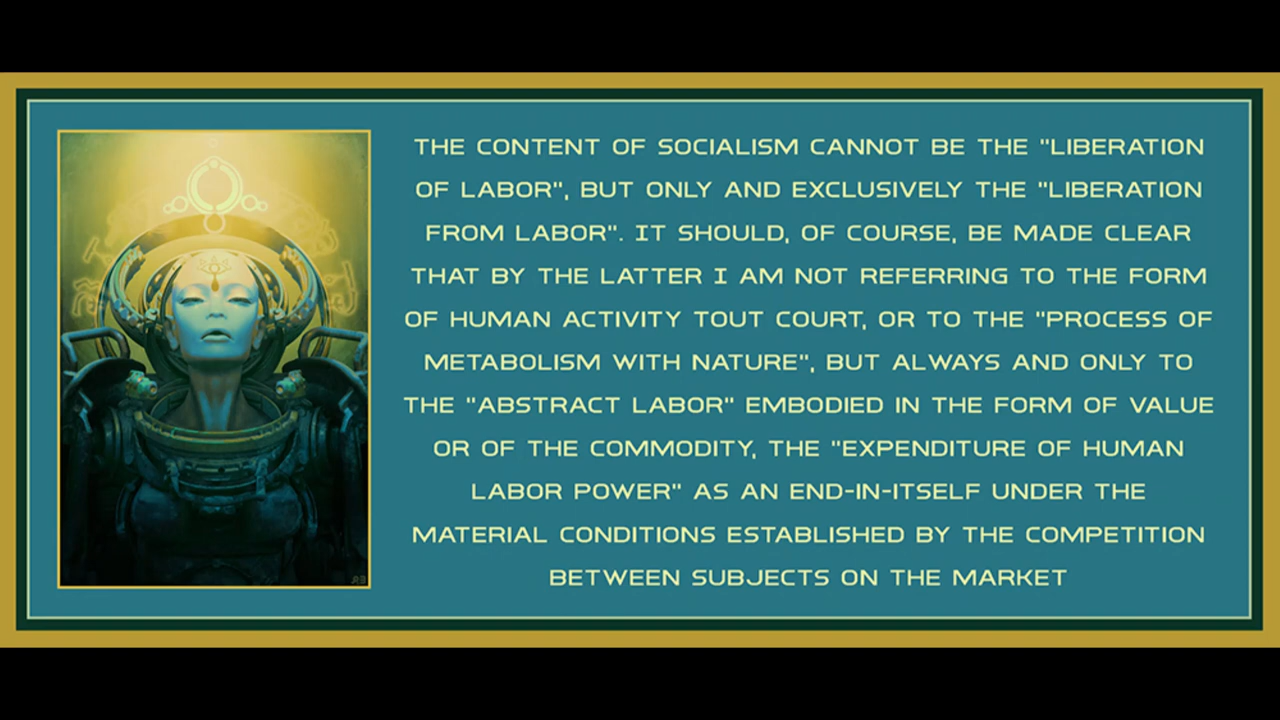 THE CONTENT OF SOCIALISM CANNOT BE THE "LIBERATION
OF LABOR", BUT ONLY AND EXCLUSIVELY THE "LIBERATION
FROM LABOR". IT SHOULD, OF COURSE, BE MADE CLEAR
THAT BY THE LATTER I AM NOT REFERRING TO THE FORM
OF HUMAN ACTIVITY TOUT COURT, OR TO THE "PROCESS OF
METABOLISM WITH NATURE", BUT ALWAYS AND ONLY TO
THE "ABSTRACT LABOR" EMBODIED IN THE FORM OF VALUE
OR OF THE COMMODITY, THE "EXPENDITURE OF HUMAN
LABOR POWER" AS AN END-IN-ITSELF UNDER THE
MATERIAL CONDITIONS ESTABLISHED BY THE COMPETITION
BETWEEN SUBJECTS ON THE MARKET